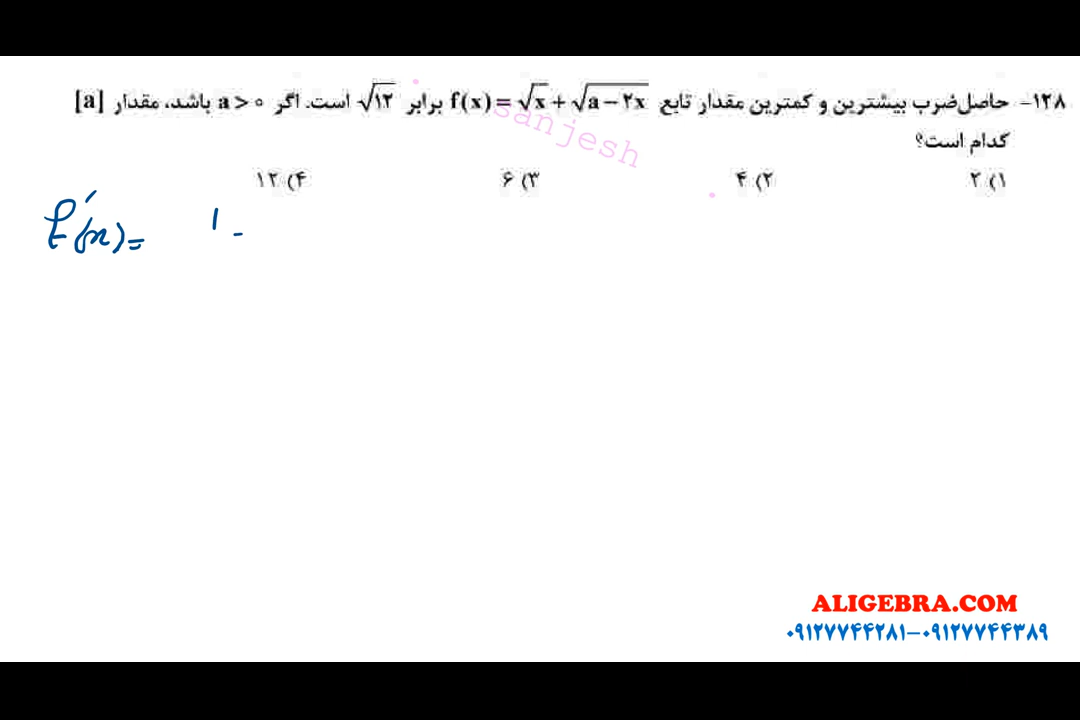 ۱۲۸- حاصل‌ضرب بیشترین و کمترین مقدار تابع f(x) = √x + √(a − ۲x) برابر √۱۲ است. اگر a > ۰ باشد، مقدار [a]
کدام است؟
۱) ۲ ۲) ۴ ۳) ۶ ۴) ۱۲
sanjesh
f'(x) = 1 -
ALIGEBRA.COM
۰۹۱۲۷۷۴۴۲۸۱-۰۹۱۲۷۷۴۴۳۸۹